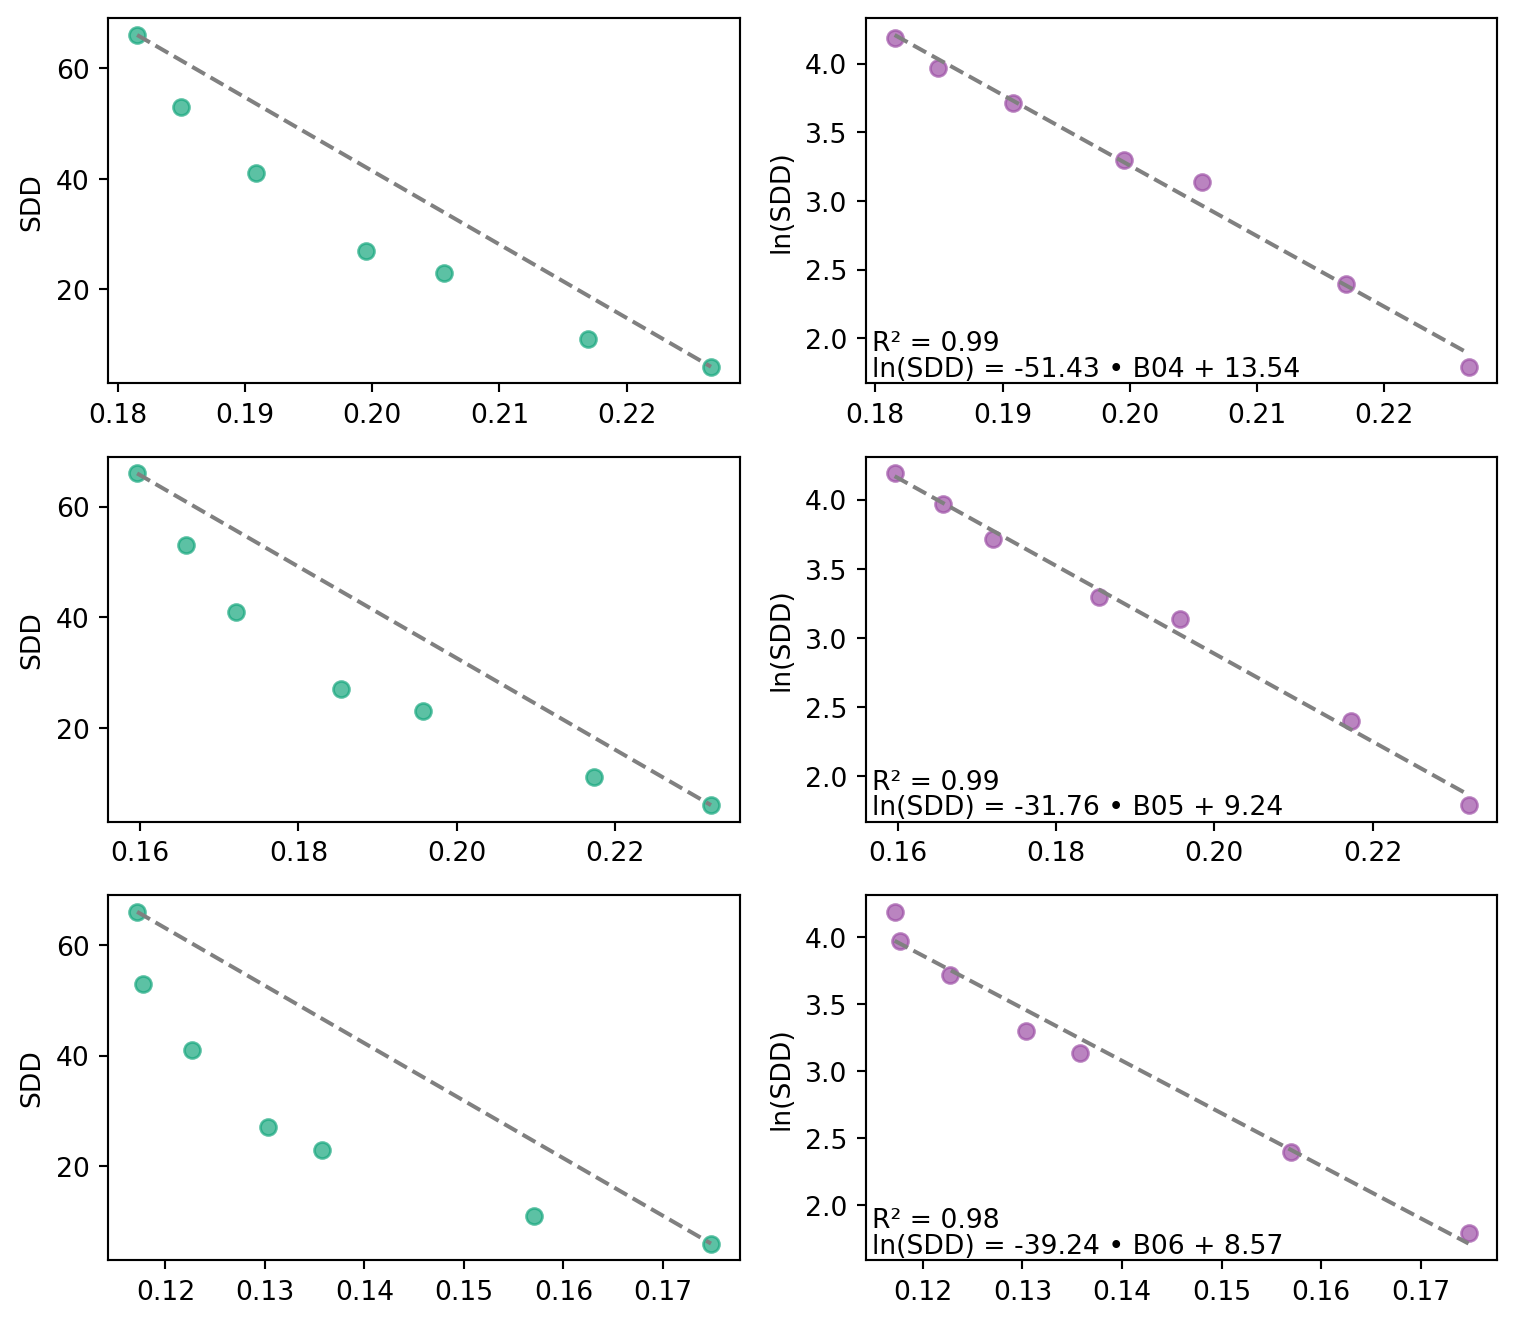 60
40
20
SDD
0.18 0.19 0.20 0.21 0.22
4.0
3.5
3.0
2.5
2.0
ln(SDD)
R² = 0.99
ln(SDD) = -51.43 • B04 + 13.54
0.18 0.19 0.20 0.21 0.22
60
40
20
SDD
0.16 0.18 0.20 0.22
4.0
3.5
3.0
2.5
2.0
ln(SDD)
R² = 0.99
ln(SDD) = -31.76 • B05 + 9.24
0.16 0.18 0.20 0.22
60
40
20
SDD
0.12 0.13 0.14 0.15 0.16 0.17
4.0
3.5
3.0
2.5
2.0
ln(SDD)
R² = 0.98
ln(SDD) = -39.24 • B06 + 8.57
0.12 0.13 0.14 0.15 0.16 0.17